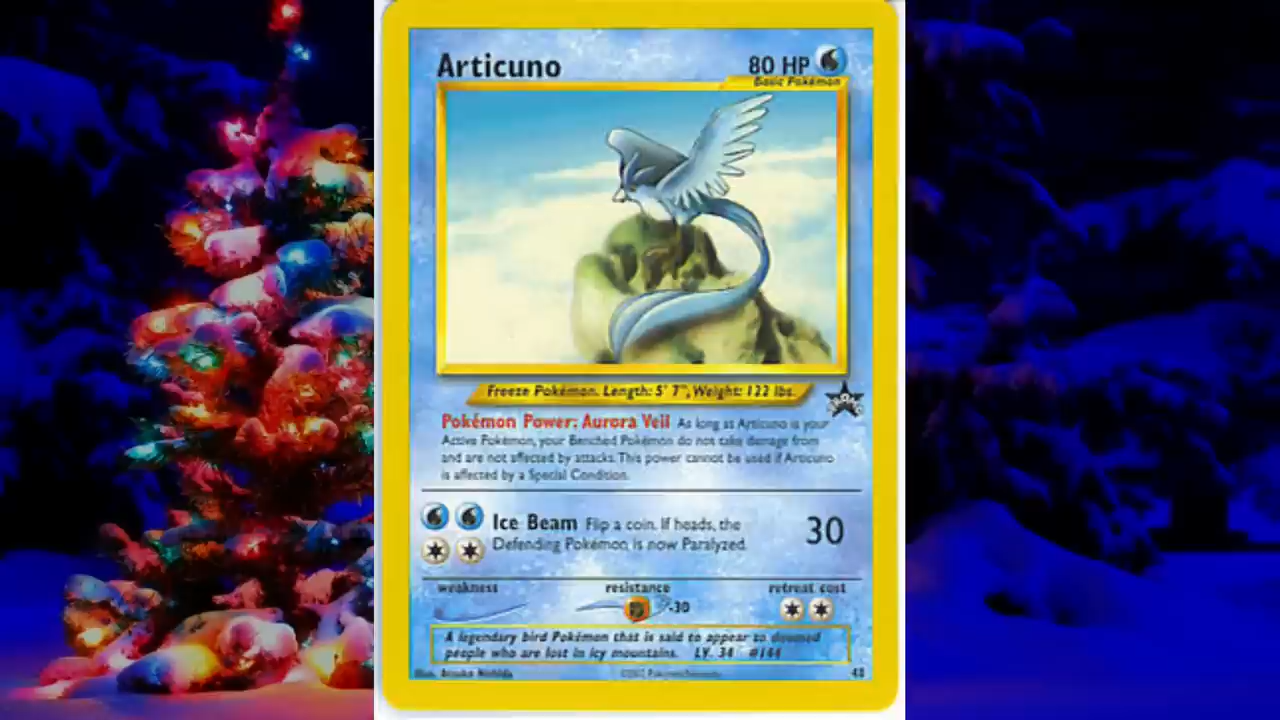 Articuno
80 HP
Basic Pokémon
Freeze Pokémon. Length: 5' 7", Weight: 122 lbs.
PROMO
Pokémon Power: Aurora Veil As long as Articuno is your
Active Pokémon, your Benched Pokémon do not take damage from
and are not affected by attacks. This power cannot be used if Articuno
is affected by a Special Condition.
Ice Beam Flip a coin. If heads, the
Defending Pokémon is now Paralyzed.
30
weakness
resistance
retreat cost
-30
A legendary bird Pokémon that is said to appear to doomed
people who are lost in icy mountains. LV. 34 #144
Illus.
48